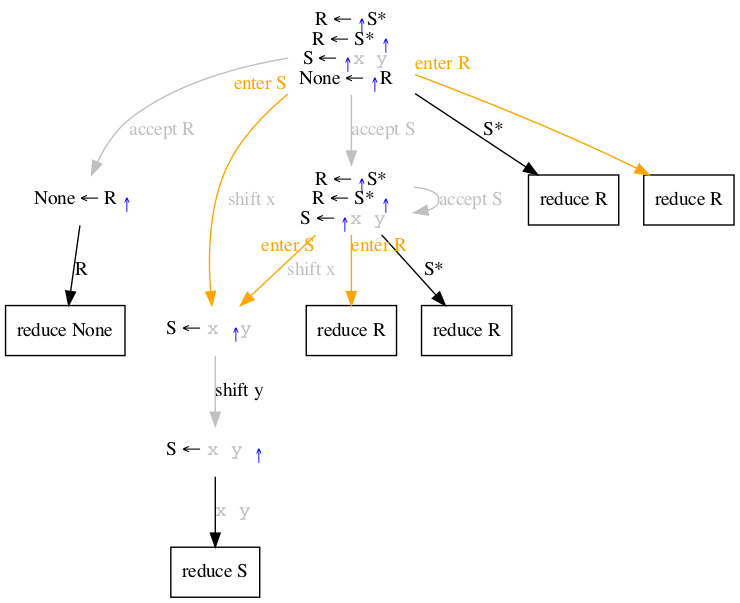 R ← ↑S*
R ← S* ↑
S ← ↑x y
None ← ↑R
enter R
enter S
accept R
accept S
S*
R ← ↑S*
R ← S* ↑
S ← ↑x y
None ← R ↑
shift x
accept S
reduce R
reduce R
enter S
enter R
shift x
S*
R
reduce None
S ← x ↑y
reduce R
reduce R
shift y
S ← x y ↑
x y
reduce S